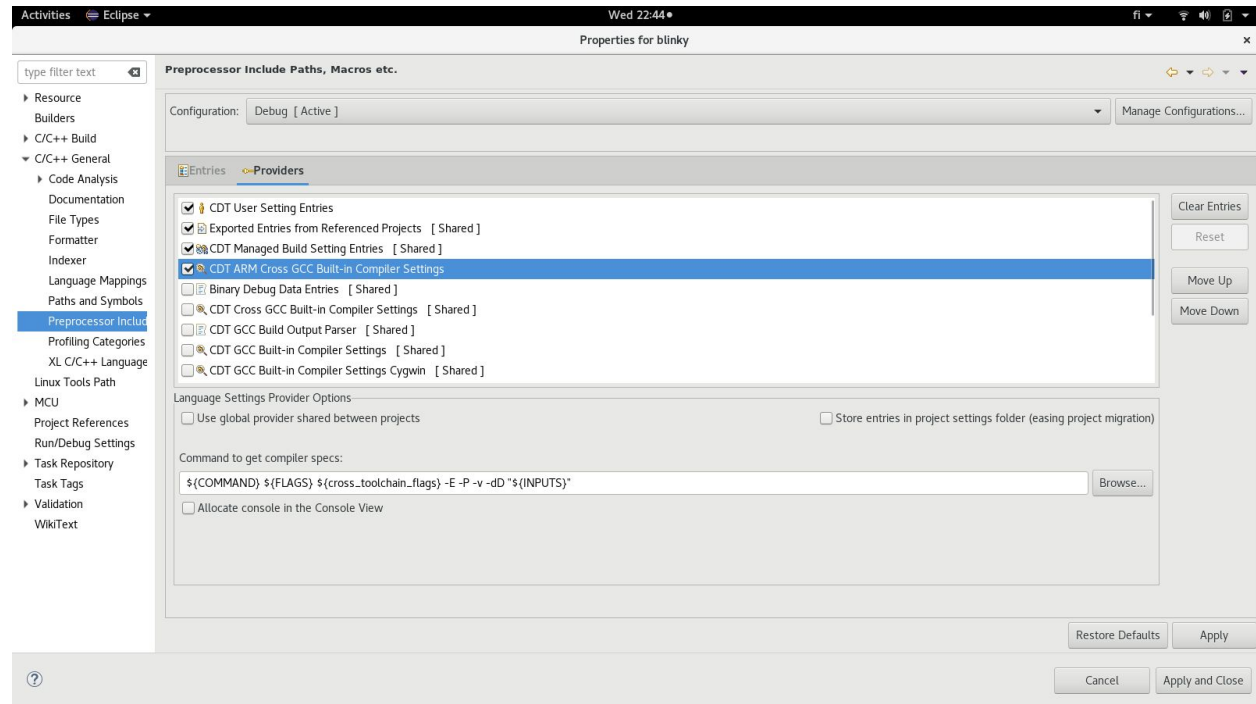 Activities Eclipse Wed 22:44 fi
Properties for blinky
type filter text
Resource
Builders
C/C++ Build
C/C++ General
Code Analysis
Documentation
File Types
Formatter
Indexer
Language Mappings
Paths and Symbols
Preprocessor Includ
Profiling Categories
XL C/C++ Language
Linux Tools Path
MCU
Project References
Run/Debug Settings
Task Repository
Task Tags
Validation
WikiText
Preprocessor Include Paths, Macros etc.
Configuration: Debug [ Active ] Manage Configurations...
Entries Providers
CDT User Setting Entries
Exported Entries from Referenced Projects [ Shared ]
CDT Managed Build Setting Entries [ Shared ]
CDT ARM Cross GCC Built-in Compiler Settings
Binary Debug Data Entries [ Shared ]
CDT Cross GCC Built-in Compiler Settings [ Shared ]
CDT GCC Build Output Parser [ Shared ]
CDT GCC Built-in Compiler Settings [ Shared ]
CDT GCC Built-in Compiler Settings Cygwin [ Shared ]
Clear Entries
Reset
Move Up
Move Down
Language Settings Provider Options
Use global provider shared between projects Store entries in project settings folder (easing project migration)
Command to get compiler specs:
${COMMAND} ${FLAGS} ${cross_toolchain_flags} -E -P -v -dD "${INPUTS}" Browse...
Allocate console in the Console View
Restore Defaults Apply
Cancel Apply and Close